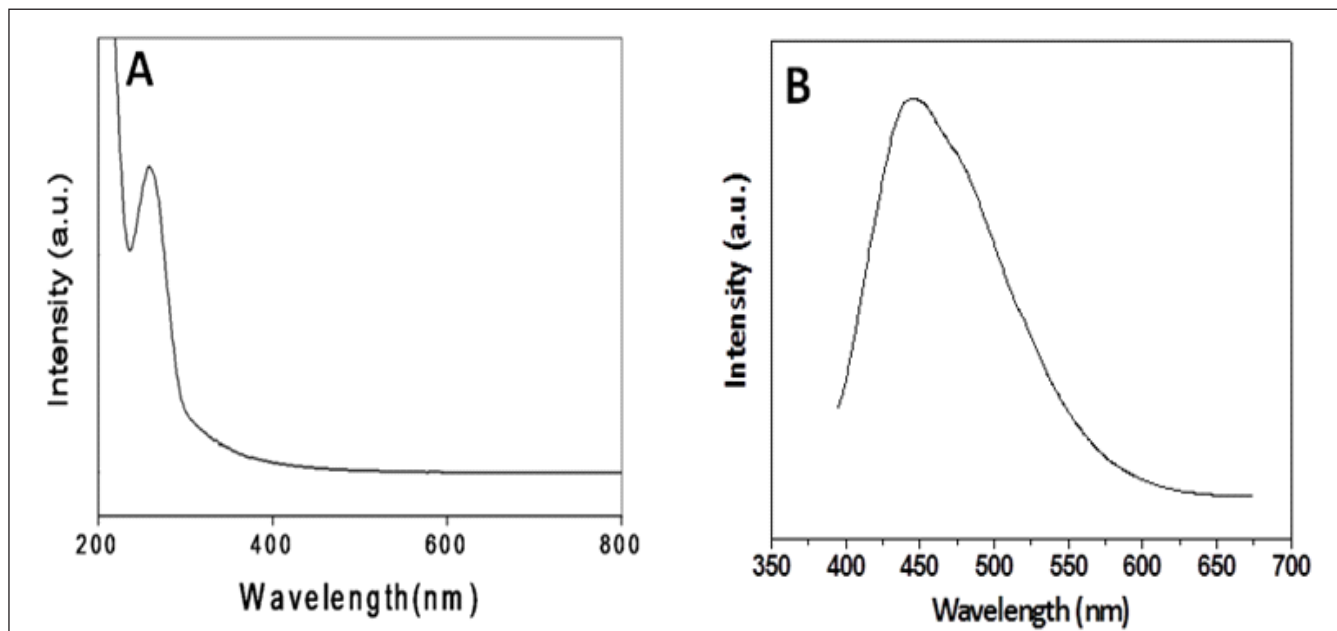 A
Intensity (a.u.)
200 400 600 800
Wavelength(nm)
B
Intensity (a.u.)
350 400 450 500 550 600 650 700
Wavelength (nm)